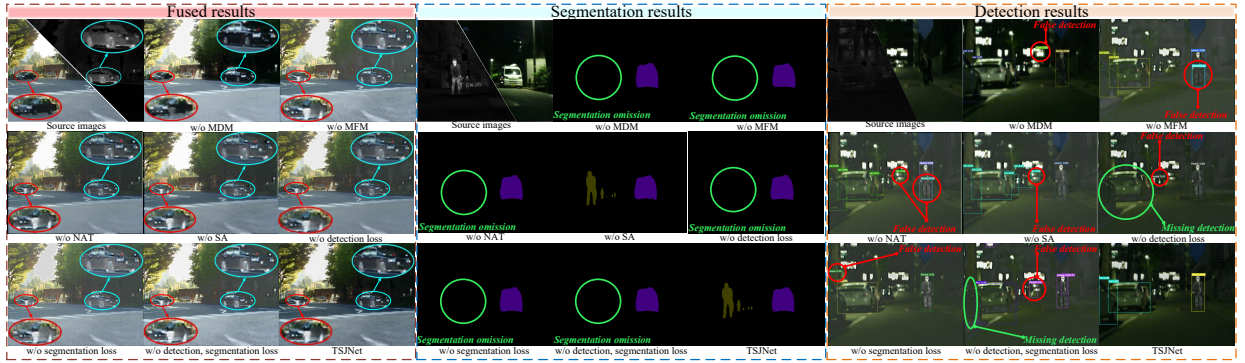 Fused results
Segmentation results
Detection results
False detection
Segmentation omission
Segmentation omission
False detection
Source images
w/o MDM
w/o MFM
Source images
w/o MDM
w/o MFM
Source images
w/o MDM
w/o MFM
False detection
False detection
Segmentation omission
Segmentation omission
False detection
False detection
Missing detection
w/o NAT
w/o SA
w/o detection loss
w/o NAT
w/o SA
w/o detection loss
w/o NAT
w/o SA
w/o detection loss
False detection
False detection
Segmentation omission
Segmentation omission
Missing detection
w/o segmentation loss
w/o detection, segmentation loss
TSJNet
w/o segmentation loss
w/o detection, segmentation loss
TSJNet
w/o segmentation loss
w/o detection, segmentation loss
TSJNet